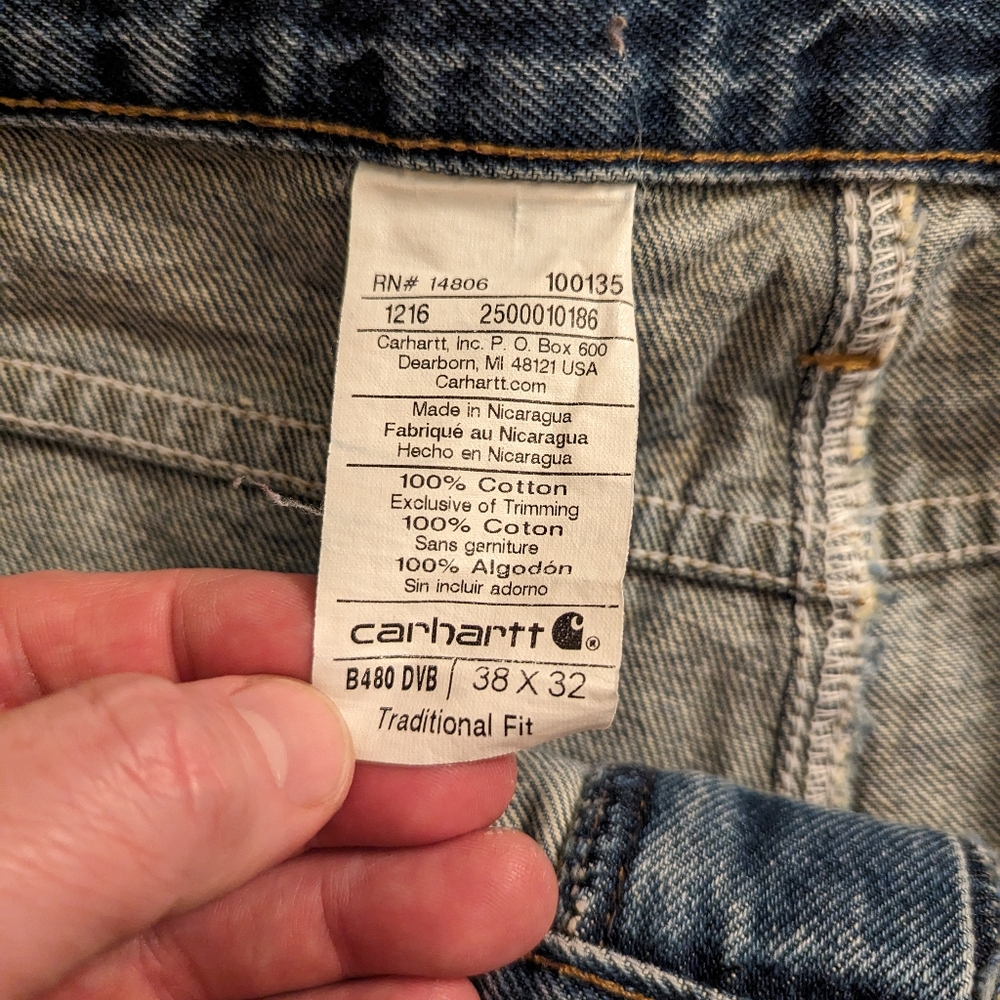 RN# 14806 100135
1216 2500010186
Carhartt, Inc. P. O. Box 600
Dearborn, MI 48121 USA
Carhartt.com
Made in Nicaragua
Fabriqué au Nicaragua
Hecho en Nicaragua
100% Cotton
Exclusive of Trimming
100% Coton
Sans garniture
100% Algodón
Sin incluir adorno
carhartt ®
B480 DVB / 38 X 32
Traditional Fit